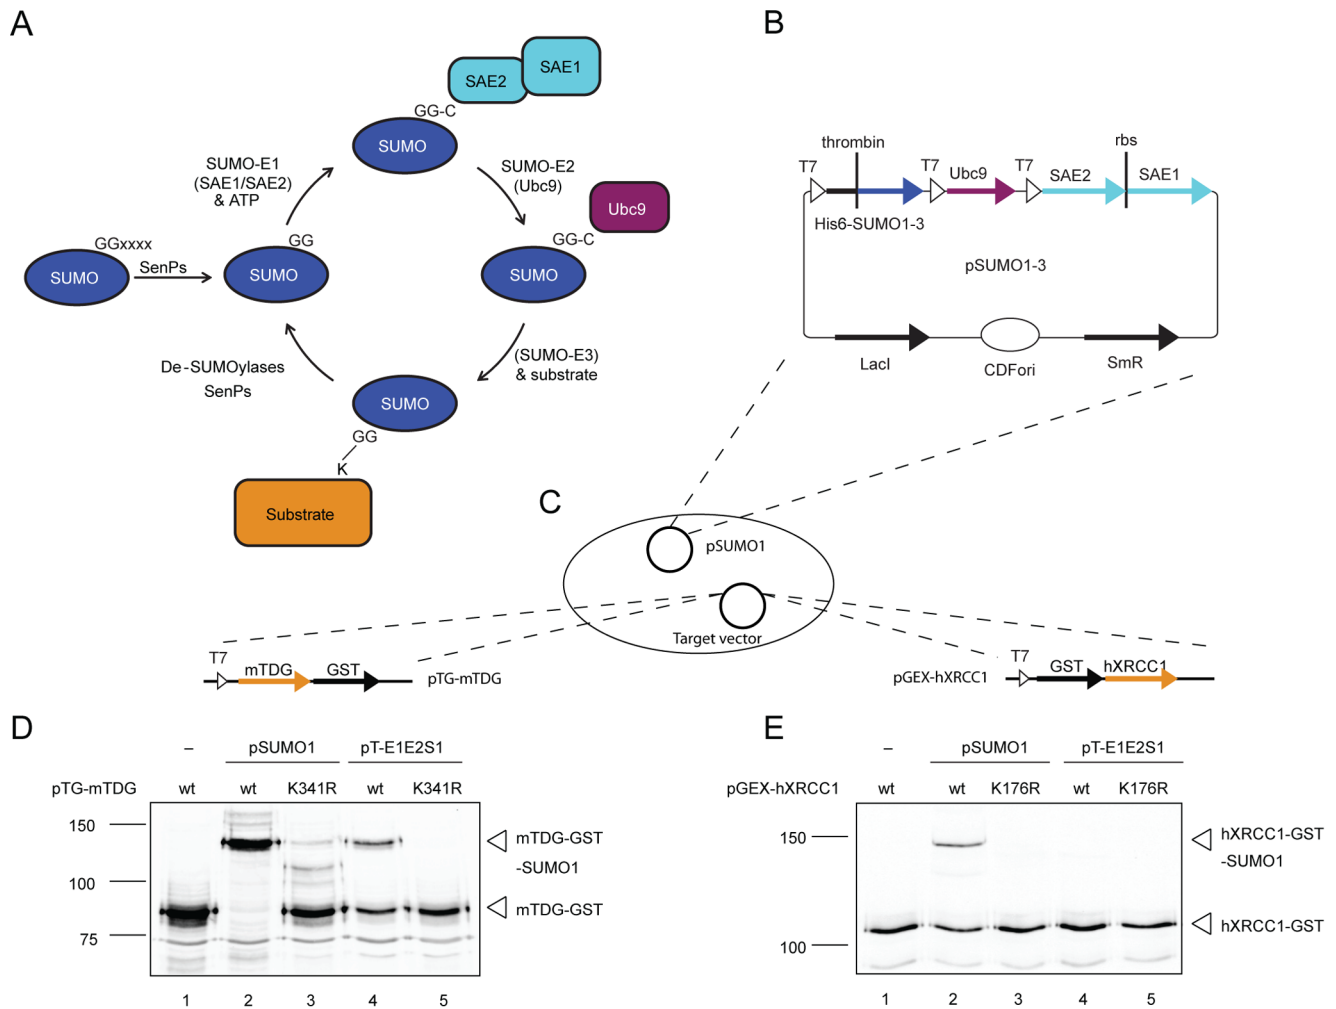 A
SAE2
SAE1
GG-C
SUMO
SUMO-E1
(SAE1/SAE2)
& ATP
SUMO-E2
(Ubc9)
Ubc9
GGxxxx
SUMO
SenPs
GG
SUMO
GG-C
SUMO
De-SUMOylases
SenPs
(SUMO-E3)
& substrate
SUMO
GG
K
Substrate
B
thrombin
rbs
T7
T7
Ubc9
T7
SAE2
SAE1
His6-SUMO1-3
pSUMO1-3
LacI
CDFori
SmR
C
pSUMO1
Target vector
T7
mTDG
GST
pTG-mTDG
pGEX-hXRCC1
T7
GST
hXRCC1
D
–
pSUMO1
pT-E1E2S1
pTG-mTDG
wt
wt
K341R
wt
K341R
150
100
75
mTDG-GST
-SUMO1
mTDG-GST
1 2 3 4 5
E
–
pSUMO1
pT-E1E2S1
pGEX-hXRCC1
wt
wt
K176R
wt
K176R
150
100
hXRCC1-GST
-SUMO1
hXRCC1-GST
1 2 3 4 5